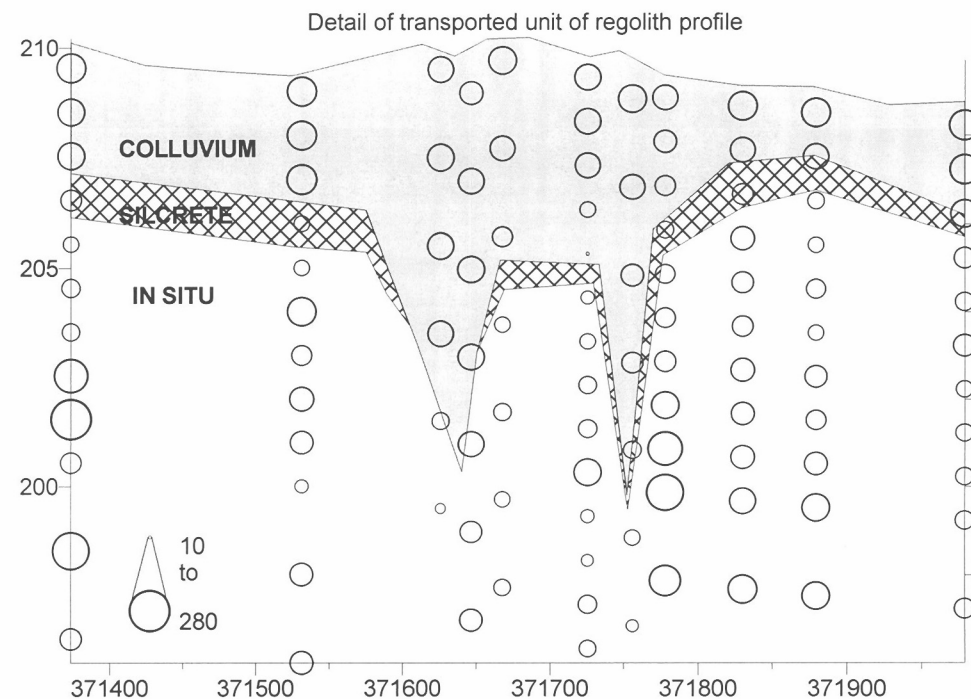 Detail of transported unit of regolith profile
210
COLLUVIUM
SILCRETE
205
IN SITU
200
10
to
280
371400 371500 371600 371700 371800 371900